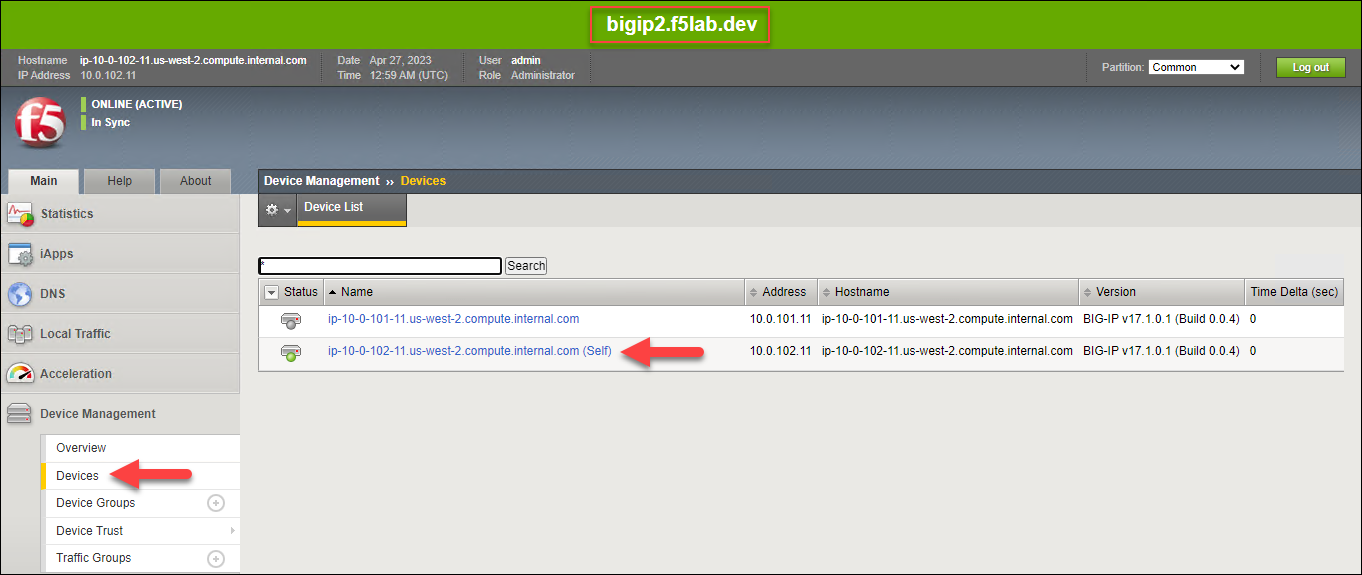 bigip2.f5lab.dev
Hostname ip-10-0-102-11.us-west-2.compute.internal.com Date Apr 27, 2023 User admin
IP Address 10.0.102.11 Time 12:59 AM (UTC) Role Administrator
Partition: Common Log out
f5
ONLINE (ACTIVE)
In Sync
Main Help About
Device Management ›› Devices
Device List
Statistics
iApps
DNS
Local Traffic
Acceleration
Device Management
Overview
Devices
Device Groups
Device Trust
Traffic Groups
* Search
Status Name Address Hostname Version Time Delta (sec)
ip-10-0-101-11.us-west-2.compute.internal.com 10.0.101.11 ip-10-0-101-11.us-west-2.compute.internal.com BIG-IP v17.1.0.1 (Build 0.0.4) 0
ip-10-0-102-11.us-west-2.compute.internal.com (Self) 10.0.102.11 ip-10-0-102-11.us-west-2.compute.internal.com BIG-IP v17.1.0.1 (Build 0.0.4) 0